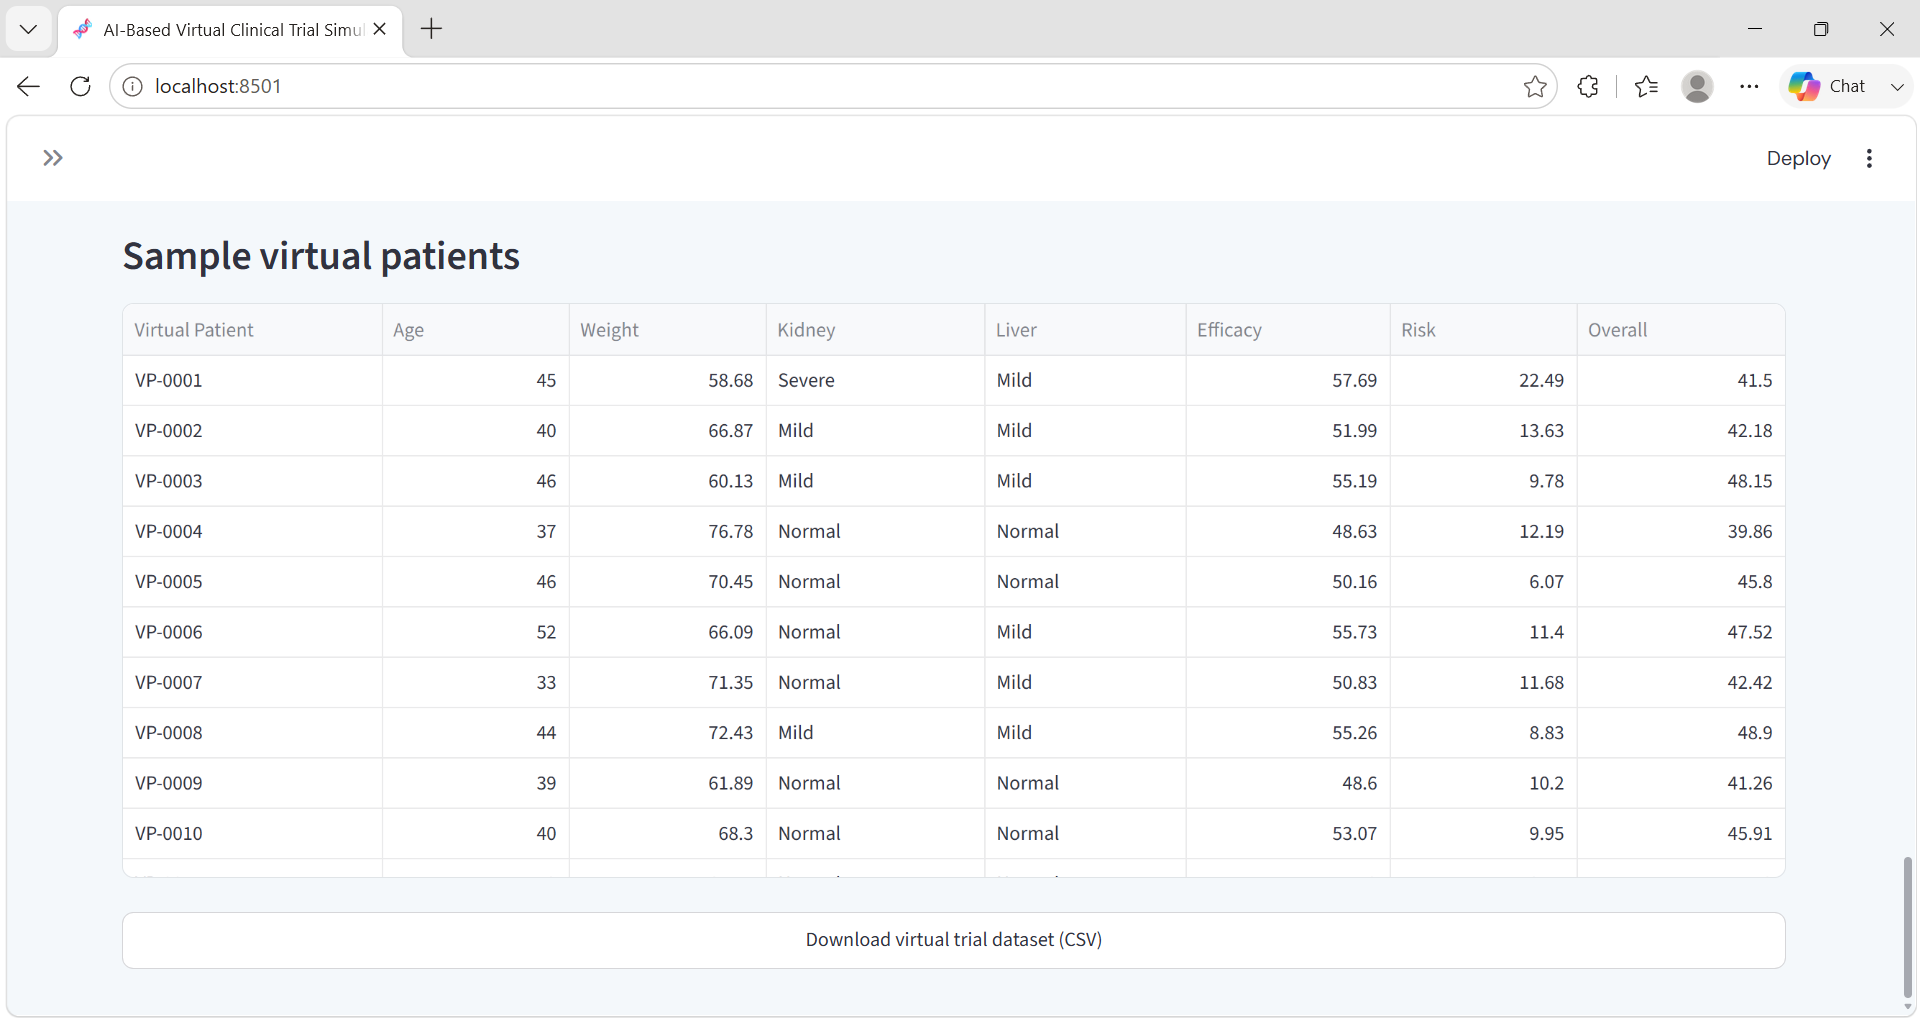 AI-Based Virtual Clinical Trial Simul
localhost:8501
Chat
Deploy
Sample virtual patients
Virtual Patient Age Weight Kidney Liver Efficacy Risk Overall
VP-0001 45 58.68 Severe Mild 57.69 22.49 41.5
VP-0002 40 66.87 Mild Mild 51.99 13.63 42.18
VP-0003 46 60.13 Mild Mild 55.19 9.78 48.15
VP-0004 37 76.78 Normal Normal 48.63 12.19 39.86
VP-0005 46 70.45 Normal Normal 50.16 6.07 45.8
VP-0006 52 66.09 Normal Mild 55.73 11.4 47.52
VP-0007 33 71.35 Normal Mild 50.83 11.68 42.42
VP-0008 44 72.43 Mild Mild 55.26 8.83 48.9
VP-0009 39 61.89 Normal Normal 48.6 10.2 41.26
VP-0010 40 68.3 Normal Normal 53.07 9.95 45.91
Download virtual trial dataset (CSV)